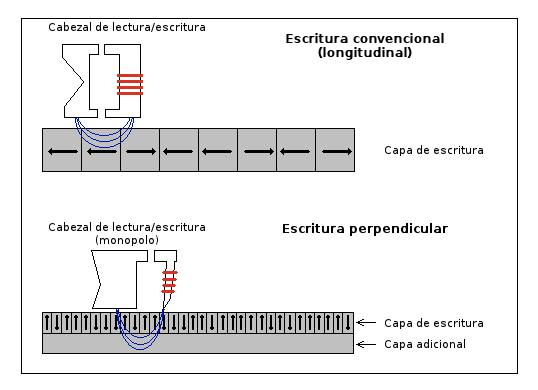 Cabezal de lectura/escritura
Escritura convencional
(longitudinal)
Capa de escritura
Cabezal de lectura/escritura
(monopolo)
Escritura perpendicular
Capa de escritura
Capa adicional